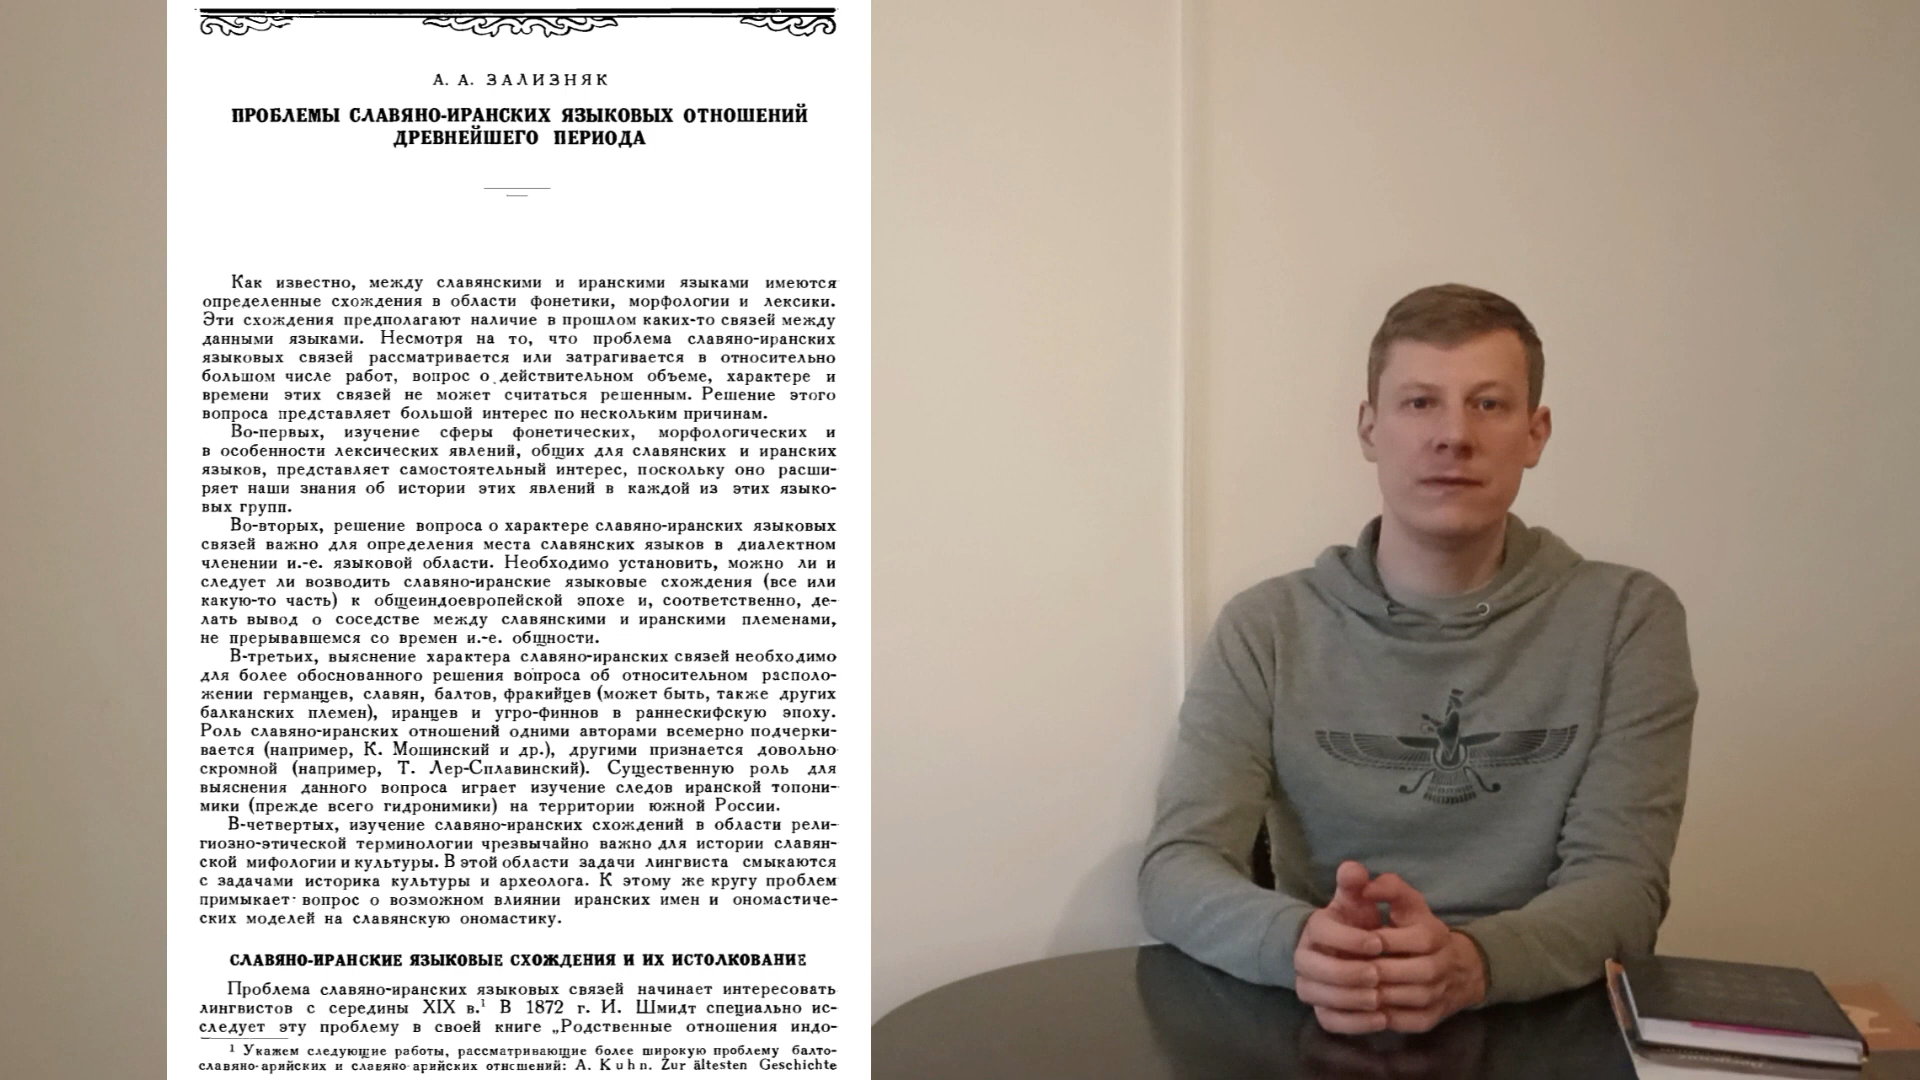 А. А. ЗАЛИЗНЯК
ПРОБЛЕМЫ СЛАВЯНО-ИРАНСКИХ ЯЗЫКОВЫХ ОТНОШЕНИЙ
ДРЕВНЕЙШЕГО ПЕРИОДА
Как известно, между славянскими и иранскими языками имеются
определенные схождения в области фонетики, морфологии и лексики.
Эти схождения предполагают наличие в прошлом каких-то связей между
данными языками. Несмотря на то, что проблема славяно-иранских
языковых связей рассматривается или затрагивается в относительно
большом числе работ, вопрос о действительном объеме, характере и
времени этих связей не может считаться решенным. Решение этого
вопроса представляет большой интерес по нескольким причинам.
Во-первых, изучение сферы фонетических, морфологических и
в особенности лексических явлений, общих для славянских и иранских
языков, представляет самостоятельный интерес, поскольку оно расши-
ряет наши знания об истории этих явлений в каждой из этих языко-
вых групп.
Во-вторых, решение вопроса о характере славяно-иранских языковых
связей важно для определения места славянских языков в диалектном
членении и.-е. языковой области. Необходимо установить, можно ли и
следует ли возводить славяно-иранские языковые схождения (все или
какую-то часть) к общеиндоевропейской эпохе и, соответственно, де-
лать вывод о соседстве между славянскими и иранскими племенами,
не прерывавшемся со времен и.-е. общности.
В-третьих, выяснение характера славяно-иранских связей необходимо
для более обоснованного решения вопроса об относительном располо-
жении германцев, славян, балтов, фракийцев (может быть, также других
балканских племен), иранцев и угро-финнов в раннескифскую эпоху.
Роль славяно-иранских отношений одними авторами всемерно подчерки-
вается (например, К. Мошинский и др.), другими признается довольно
скромной (например, Т. Лер-Сплавинский). Существенную роль для
выяснения данного вопроса играет изучение следов иранской топони-
мики (прежде всего гидронимики) на территории южной России.
В-четвертых, изучение славяно-иранских схождений в области рели-
гиозно-этической терминологии чрезвычайно важно для истории славян-
ской мифологии и культуры. В этой области задачи лингвиста смыкаются
с задачами историка культуры и археолога. К этому же кругу проблем
примыкает вопрос о возможном влиянии иранских имен и ономастиче-
ских моделей на славянскую ономастику.
СЛАВЯНО-ИРАНСКИЕ ЯЗЫКОВЫЕ СХОЖДЕНИЯ И ИХ ИСТОЛКОВАНИЕ
Проблема славяно-иранских языковых связей начинает интересовать
лингвистов с середины XIX в.¹ В 1872 г. И. Шмидт специально ис-
следует эту проблему в своей книге „Родственные отношения индо-
¹ Укажем следующие работы, рассматривающие более широкую проблему балто-
славяно-арийских и славяно-арийских отношений: A. Kuhn. Zur ältesten Geschichte